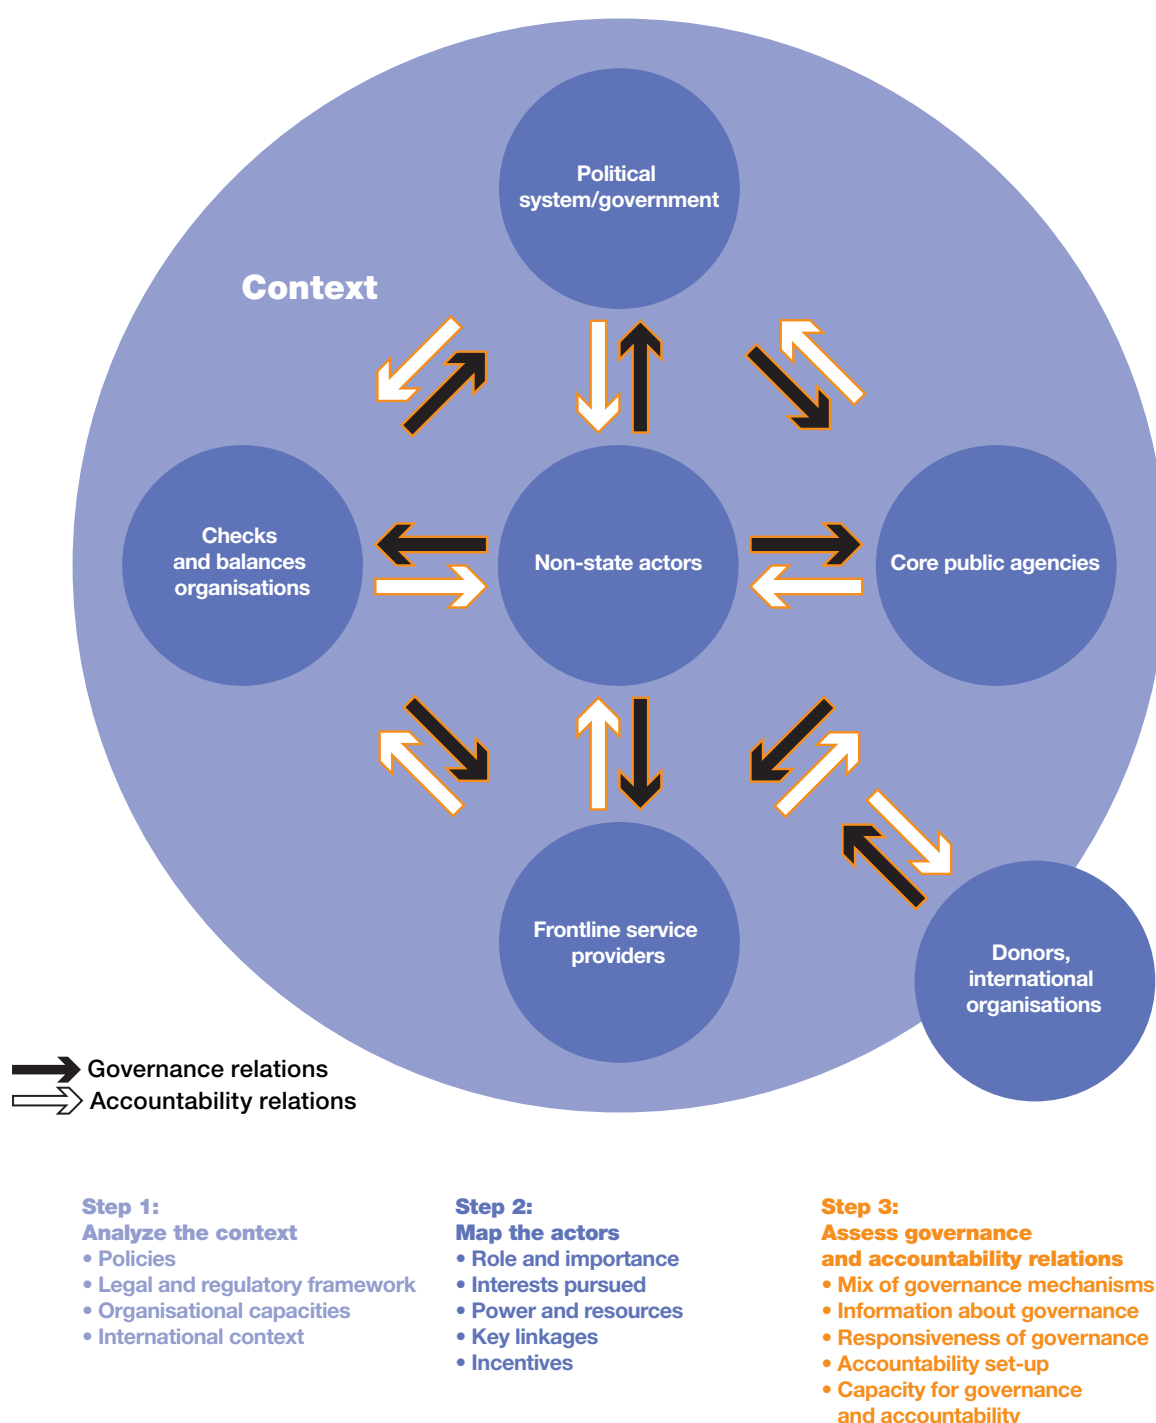 Political
system/government
Context
Checks
and balances
organisations
Non-state actors
Core public agencies
Frontline service
providers
Donors,
international
organisations
Governance relations
Accountability relations
Step 1:
Analyze the context
• Policies
• Legal and regulatory framework
• Organisational capacities
• International context
Step 2:
Map the actors
• Role and importance
• Interests pursued
• Power and resources
• Key linkages
• Incentives
Step 3:
Assess governance
and accountability relations
• Mix of governance mechanisms
• Information about governance
• Responsiveness of governance
• Accountability set-up
• Capacity for governance
and accountability